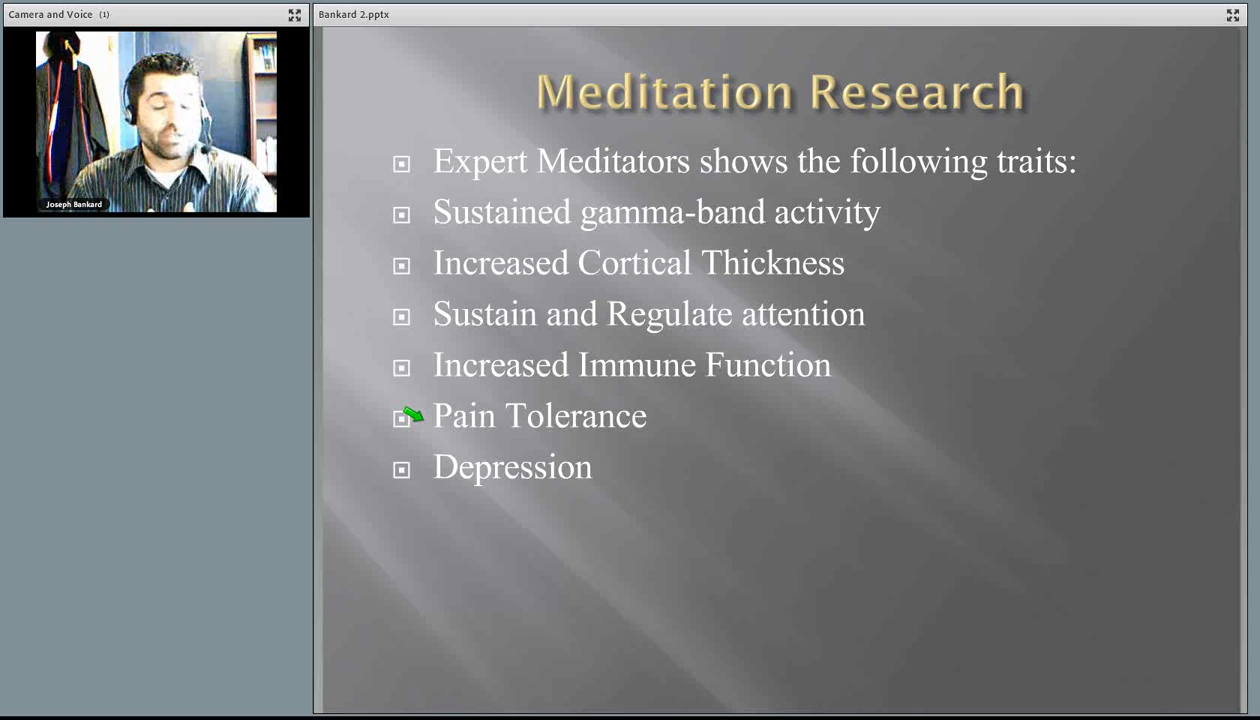 Camera and Voice (1)
Bankard 2.pptx
Joseph Bankard
Meditation Research
Expert Meditators shows the following traits:
Sustained gamma-band activity
Increased Cortical Thickness
Sustain and Regulate attention
Increased Immune Function
Pain Tolerance
Depression